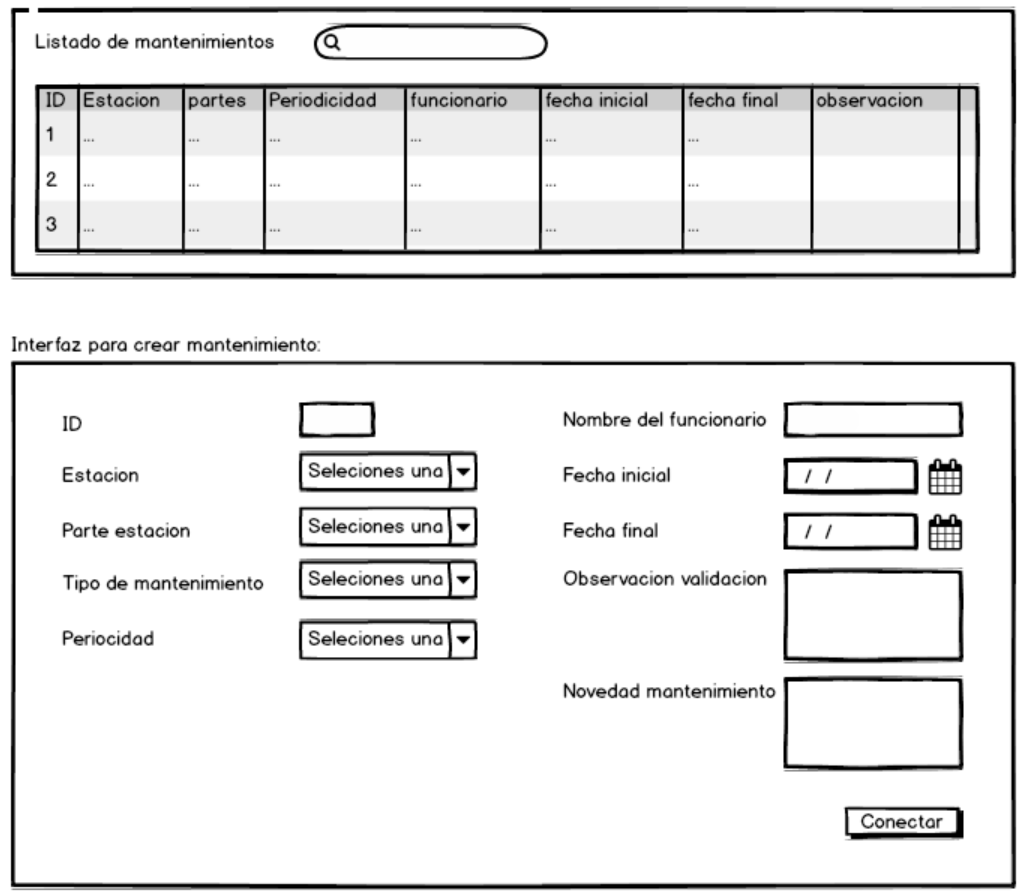 Listado de mantenimientos
ID Estacion partes Periodicidad funcionario fecha inicial fecha final observacion
1 ... ... ... ... ... ...
2 ... ... ... ... ... ...
3 ... ... ... ... ... ...
Interfaz para crear mantenimiento:
ID
Estacion Seleciones una
Parte estacion Seleciones una
Tipo de mantenimiento Seleciones una
Periocidad Seleciones una
Nombre del funcionario
Fecha inicial / /
Fecha final / /
Observacion validacion
Novedad mantenimiento
Conectar